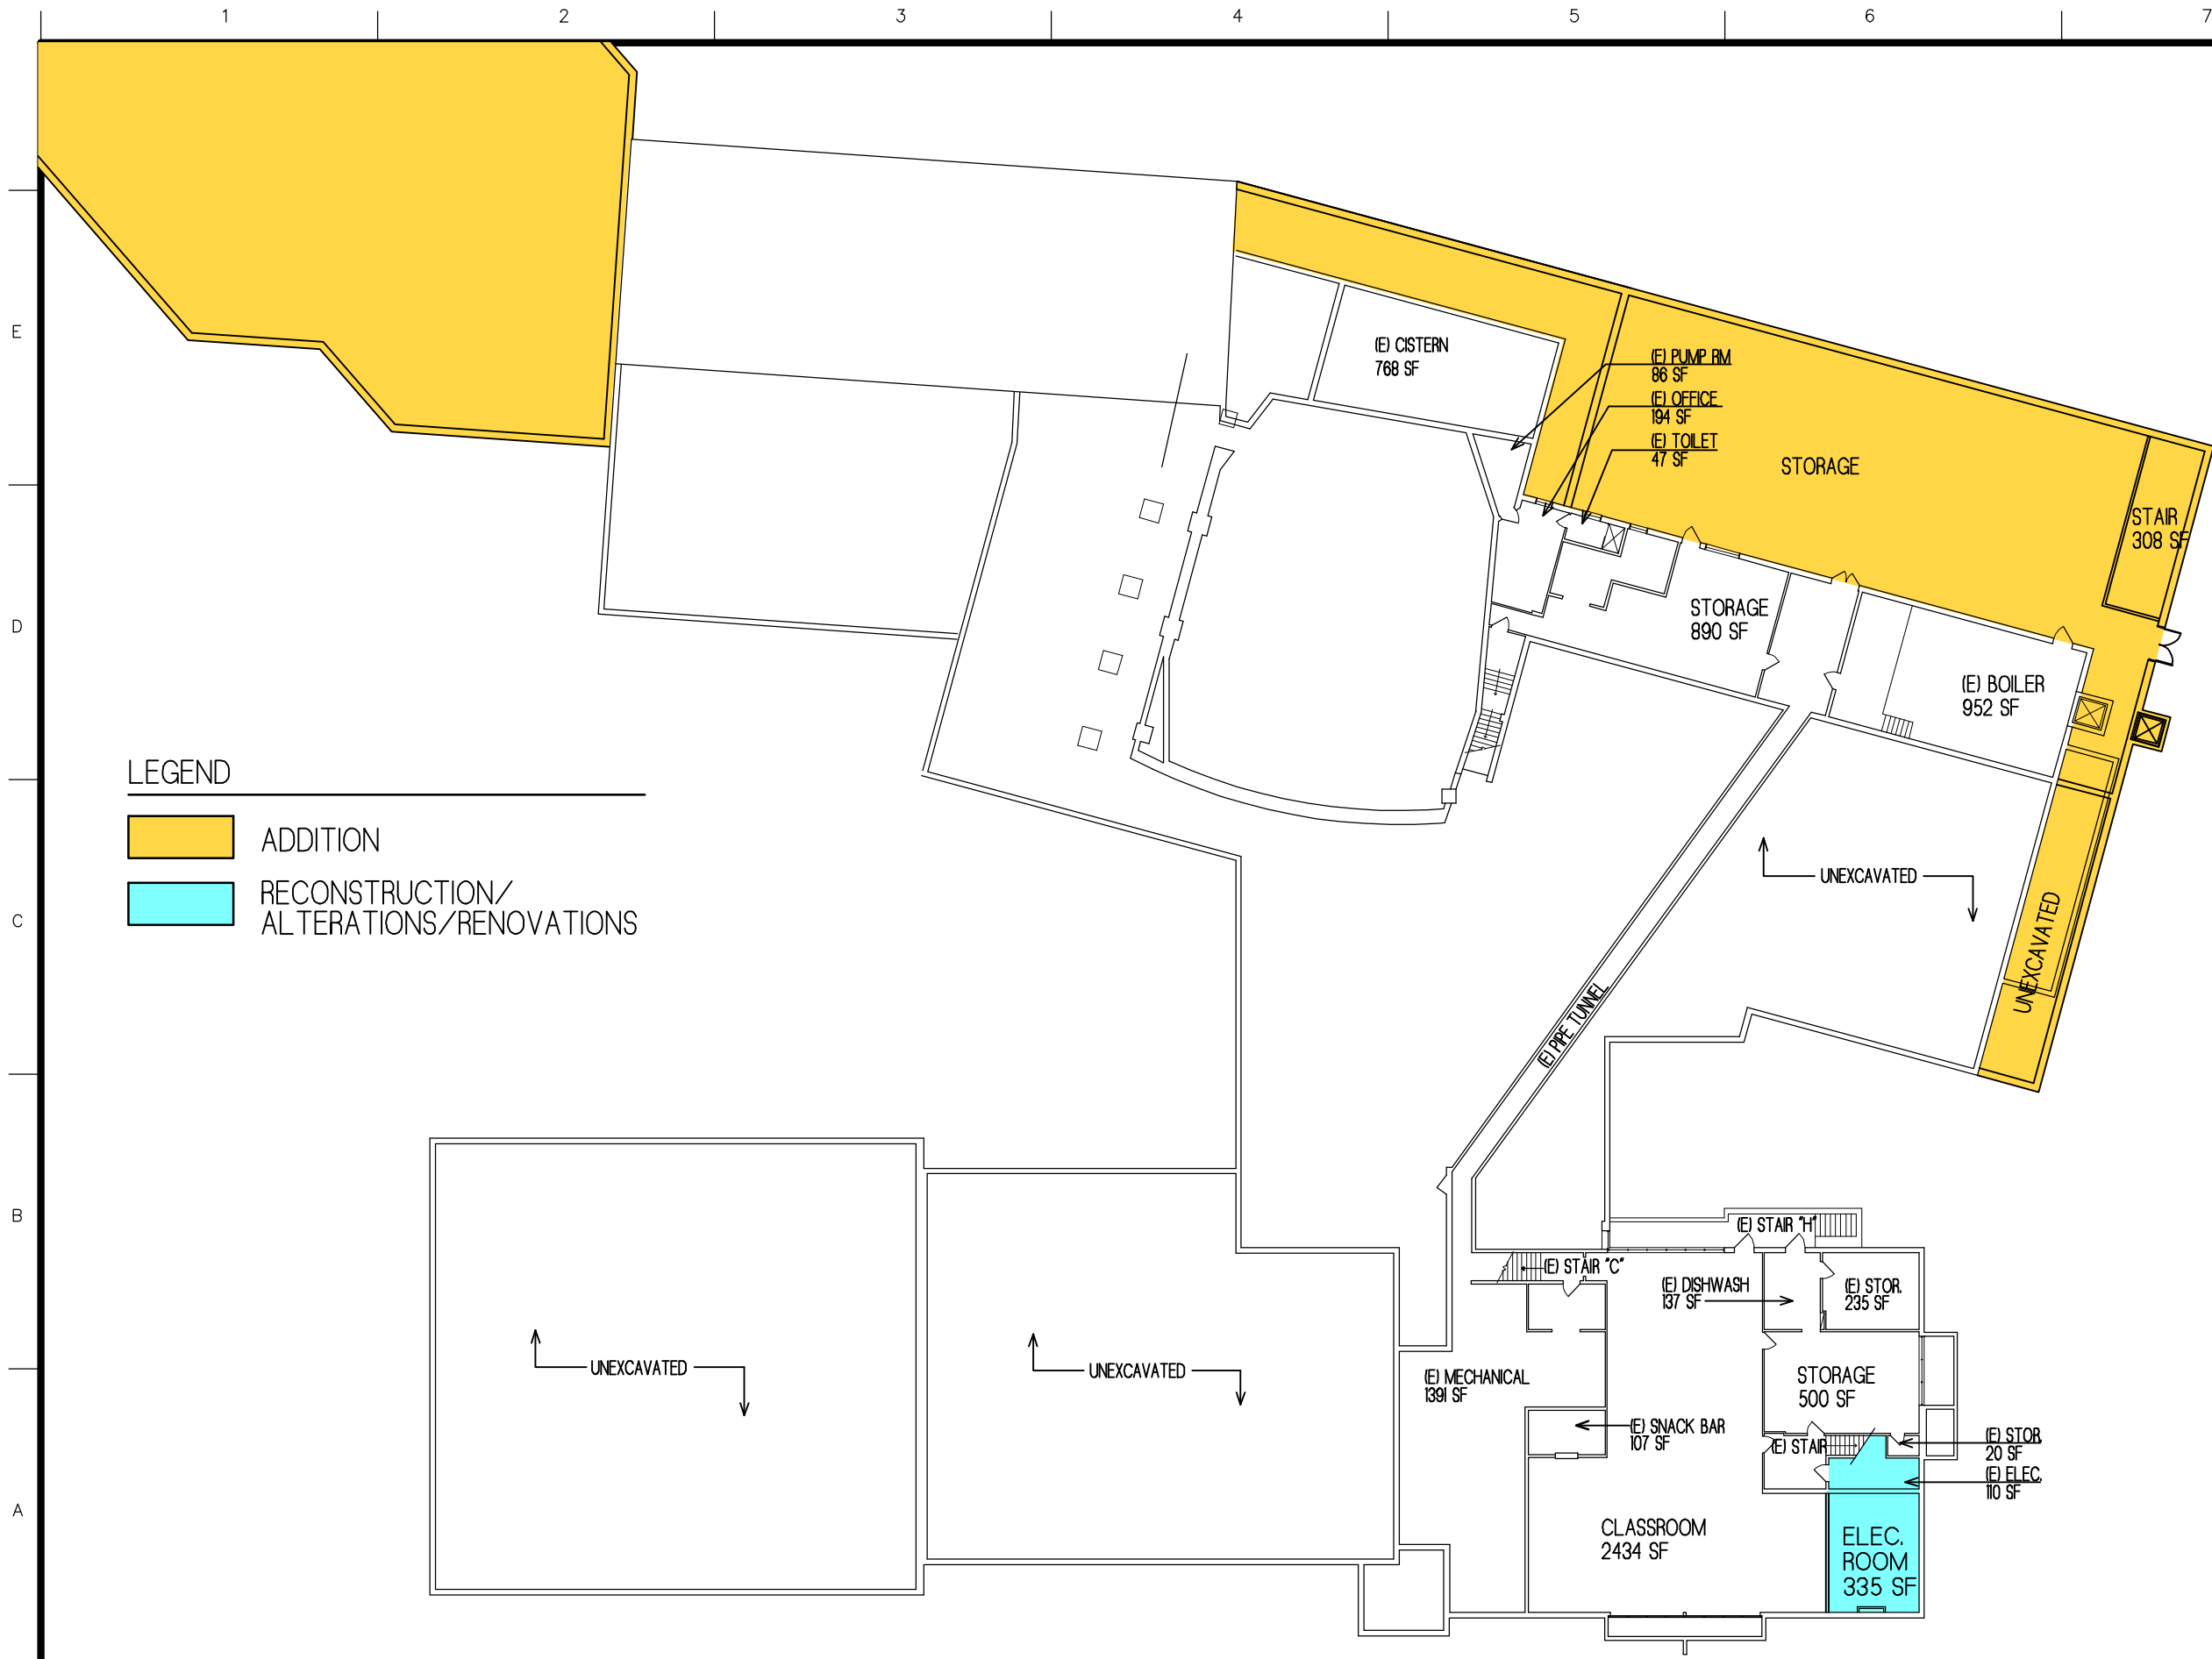 1 2 3 4 5 6 7
E
D
C
B
A
(E) CISTERN
768 SF
(E) PUMP RM
86 SF
(E) OFFICE
194 SF
(E) TOILET
47 SF
STORAGE
STAIR
308 SF
STORAGE
890 SF
(E) BOILER
952 SF
LEGEND
ADDITION
RECONSTRUCTION/
ALTERATIONS/RENOVATIONS
UNEXCAVATED
UNEXCAVATED
(E) PIPE TUNNEL
(E) STAIR "H"
(E) STAIR "C"
(E) DISHWASH
137 SF
(E) STOR.
235 SF
UNEXCAVATED
UNEXCAVATED
(E) MECHANICAL
1391 SF
STORAGE
500 SF
(E) SNACK BAR
107 SF
(E) STAIR
(E) STOR.
20 SF
(E) ELEC.
110 SF
CLASSROOM
2434 SF
ELEC.
ROOM
335 SF